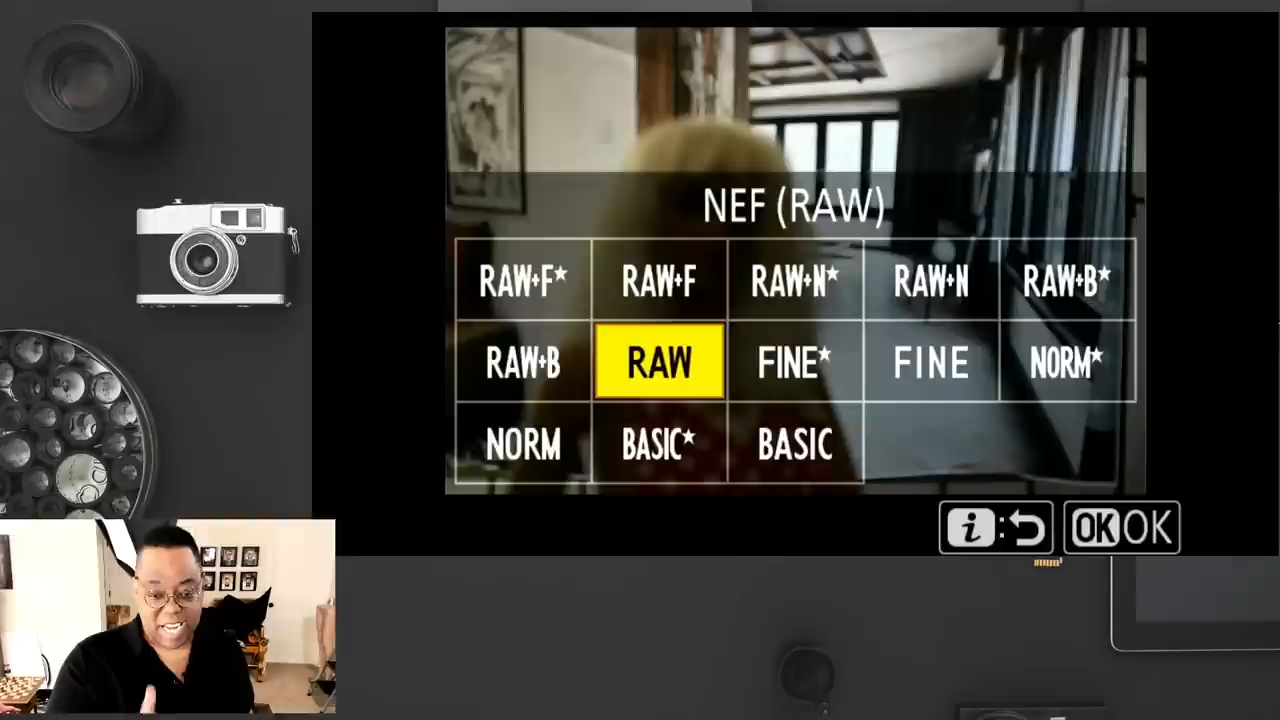 NEF (RAW)
RAW+F★ RAW+F RAW+N★ RAW+N RAW+B★
RAW+B RAW FINE★ FINE NORM★
NORM BASIC★ BASIC
i: OK OK